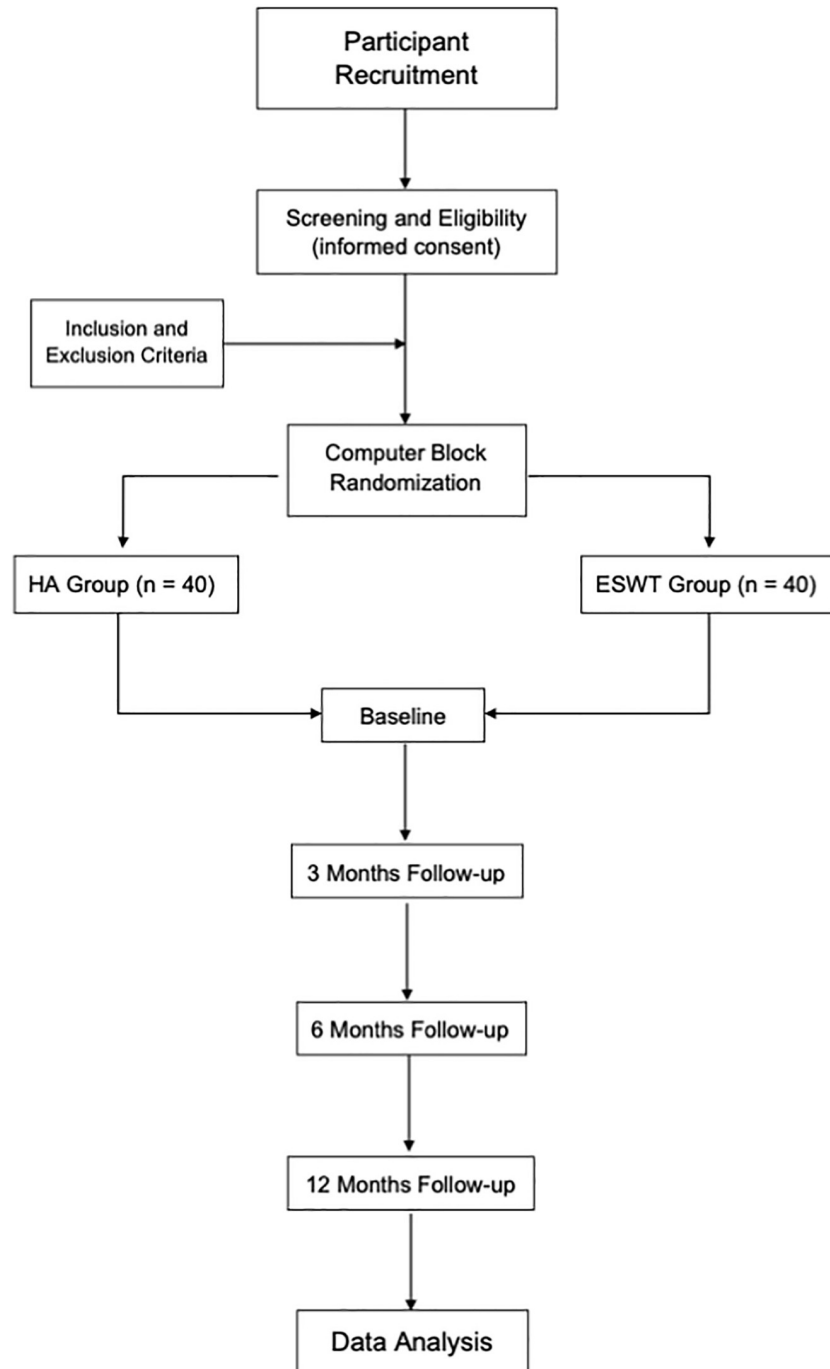 Participant
Recruitment
Screening and Eligibility
(informed consent)
Inclusion and
Exclusion Criteria
Computer Block
Randomization
HA Group (n = 40)
ESWT Group (n = 40)
Baseline
3 Months Follow-up
6 Months Follow-up
12 Months Follow-up
Data Analysis